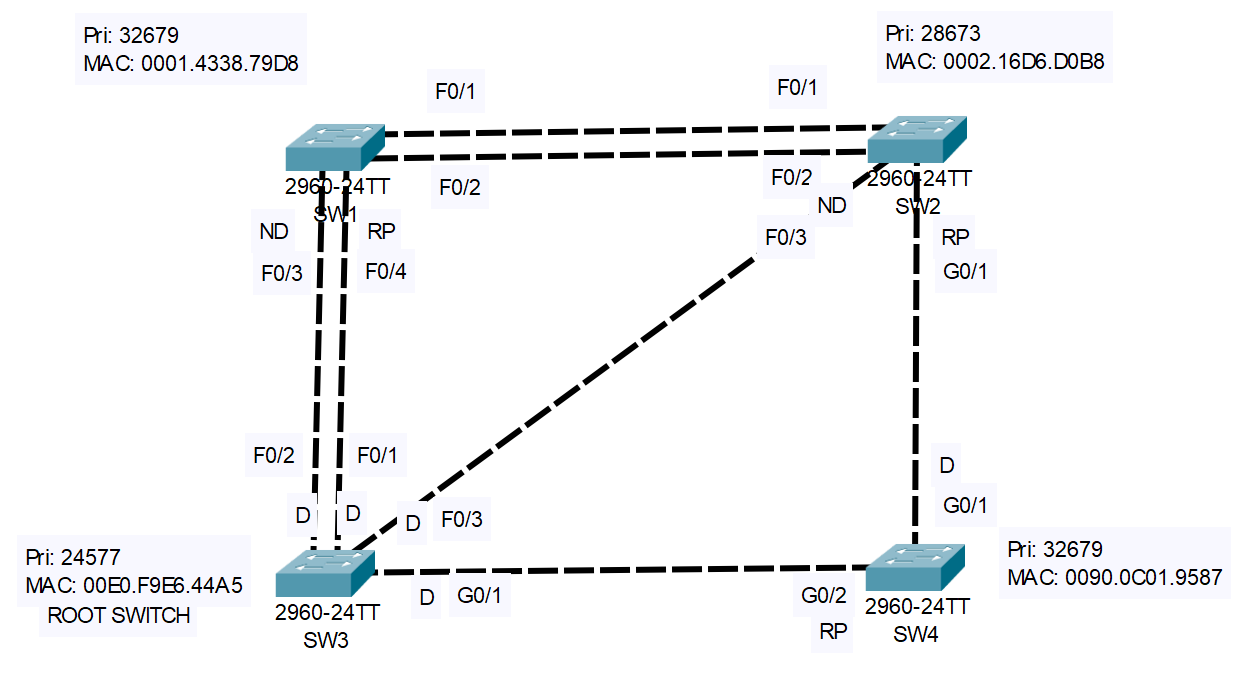 Pri: 32679
MAC: 0001.4338.79D8
Pri: 28673
MAC: 0002.16D6.D0B8
F0/1
F0/1
F0/2
F0/2
2960-24TT
SW1
2960-24TT
SW2
ND
RP
ND
RP
F0/3
F0/4
F0/3
G0/1
F0/2
F0/1
D
D
D
D
F0/3
G0/1
Pri: 24577
MAC: 00E0.F9E6.44A5
ROOT SWITCH
2960-24TT
SW3
D
G0/1
G0/2
RP
2960-24TT
SW4
Pri: 32679
MAC: 0090.0C01.9587